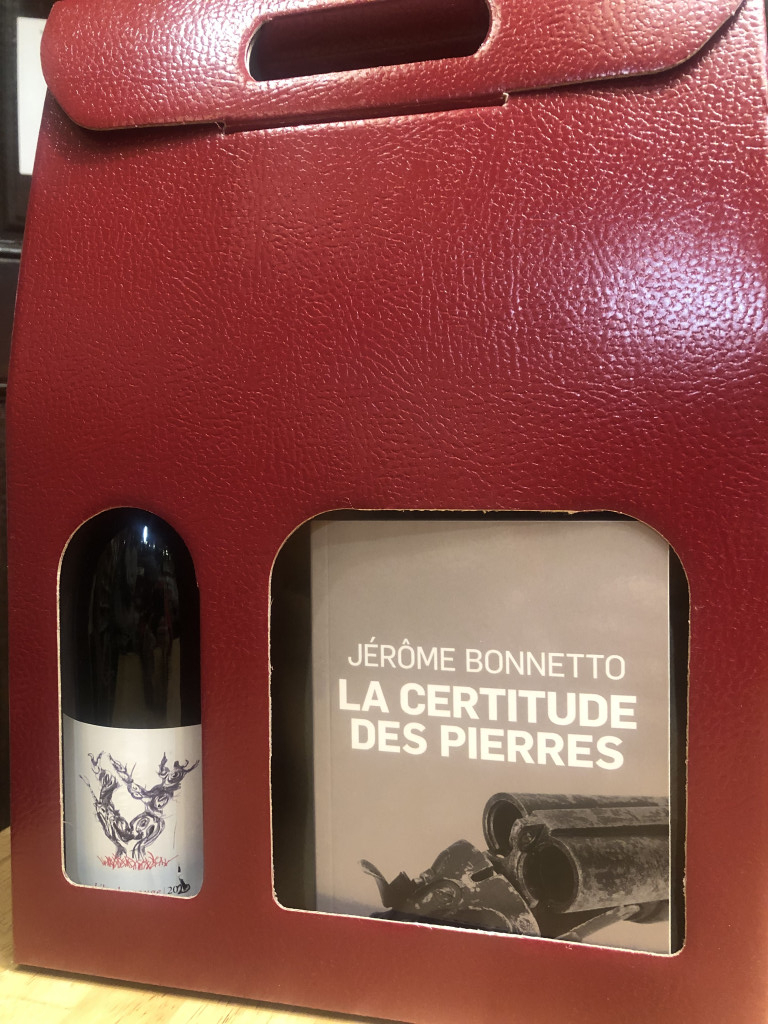 JÉRÔME BONNETTO
LA CERTITUDE
DES PIERRES